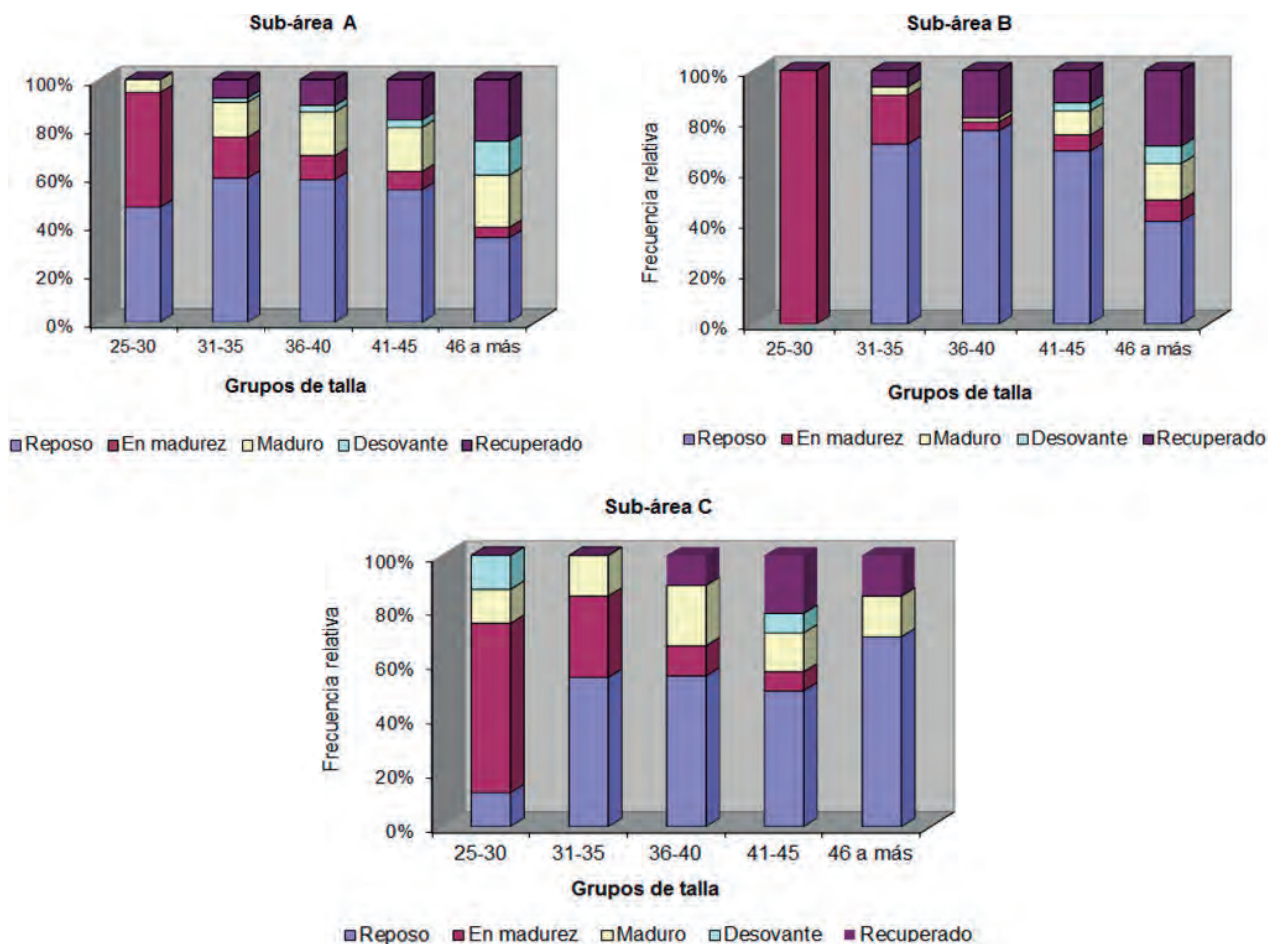 Sub-área A
100%
80%
60%
40%
20%
0%
25-30 31-35 36-40 41-45 46 a más
Grupos de talla
Reposo En madurez Maduro Desovante Recuperado
Sub-área B
Frecuencia relativa
100%
80%
60%
40%
20%
0%
25-30 31-35 36-40 41-45 46 a más
Grupos de talla
Reposo En madurez Maduro Desovante Recuperado
Sub-área C
Frecuencia relativa
100%
80%
60%
40%
20%
0%
25-30 31-35 36-40 41-45 46 a más
Grupos de talla
Reposo En madurez Maduro Desovante Recuperado